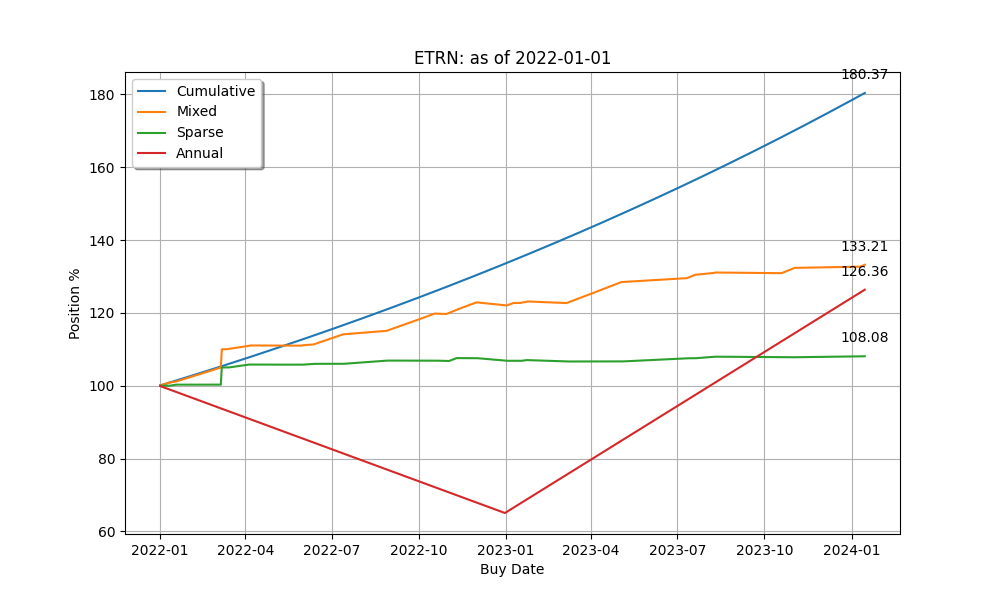 ETRN: as of 2022-01-01
180.37
180
Cumulative
Mixed
Sparse
Annual
160
140
133.21
126.36
120
108.08
100
80
60
Position %
2022-01 2022-04 2022-07 2022-10 2023-01 2023-04 2023-07 2023-10 2024-01
Buy Date